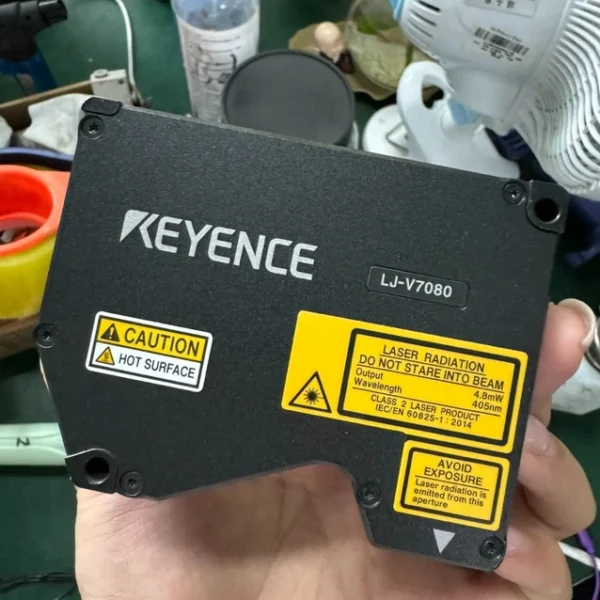 KEYENCE
LJ-V7080
CAUTION
HOT SURFACE
LASER RADIATION
DO NOT STARE INTO BEAM
Output 4.8mW
Wavelength 405nm
CLASS 2 LASER PRODUCT
IEC/EN 60825-1: 2014
AVOID
EXPOSURE
Laser radiation is
emitted from this
aperture
2